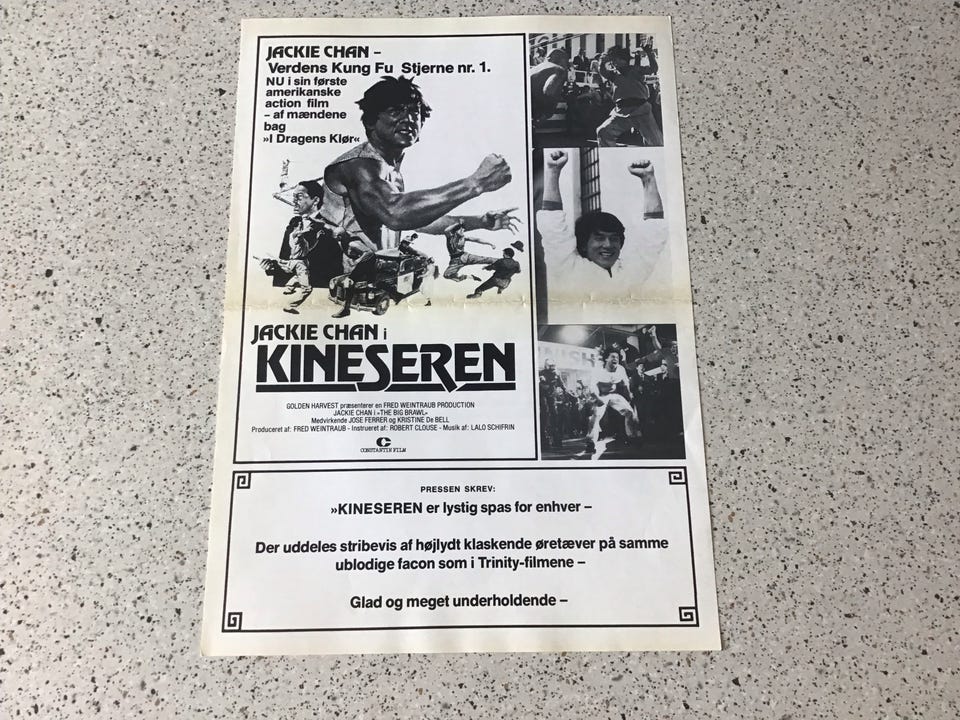 JACKIE CHAN –
Verdens Kung Fu Stjerne nr. 1.
NU i sin første
amerikanske
action film
– af mændene
bag
»I Dragens Klør«
JACKIE CHAN i
KINESEREN
GOLDEN HARVEST præsenterer en FRED WEINTRAUB PRODUCTION
JACKIE CHAN i »THE BIG BRAWL«
Medvirkende JOSE FERRER og KRISTINE De BELL
Produceret af: FRED WEINTRAUB - Instrueret af: ROBERT CLOUSE - Musik af: LALO SCHIFRIN
C
CONSTANTIN FILM
NISH
PRESSEN SKREV:
»KINESEREN er lystig spas for enhver –
Der uddeles stribevis af højlydt klaskende øretæver på samme
ublodige facon som i Trinity-filmene –
Glad og meget underholdende –